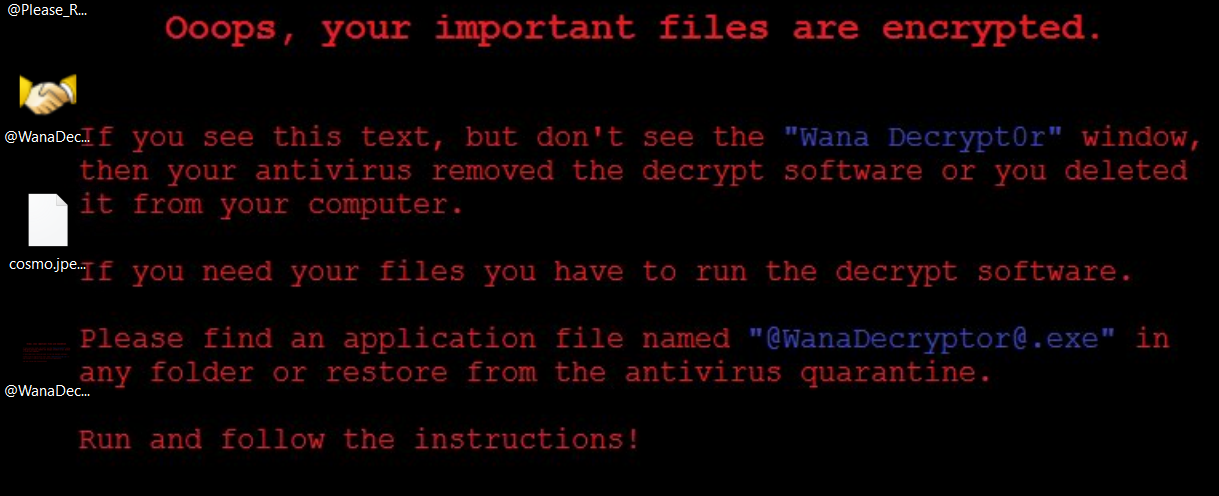 @Please_R...
Ooops, your important files are encrypted.
@WanaDec...
If you see this text, but don't see the "Wana Decrypt0r" window,
then your antivirus removed the decrypt software or you deleted
it from your computer.
cosmo.jpe...
If you need your files you have to run the decrypt software.
Please find an application file named "@WanaDecryptor@.exe" in
any folder or restore from the antivirus quarantine.
@WanaDec...
Run and follow the instructions!